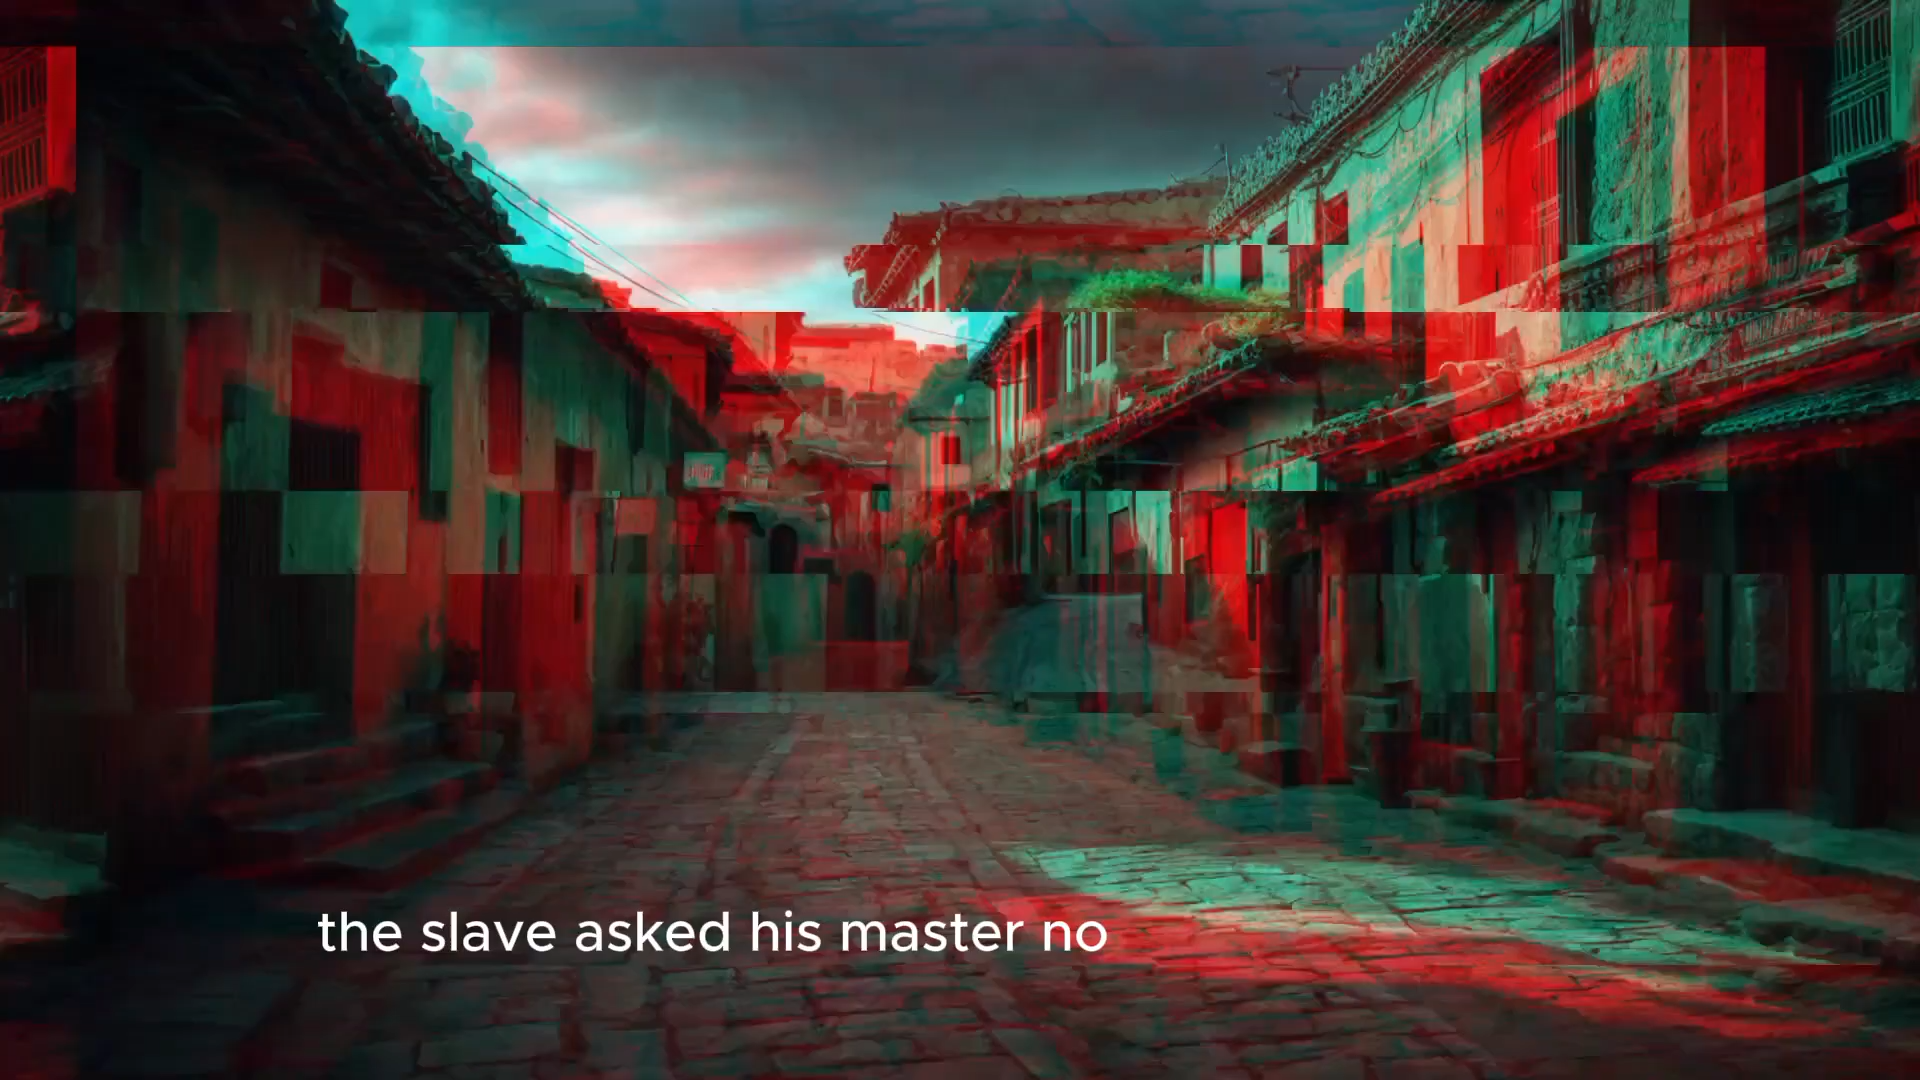 the slave asked his master no